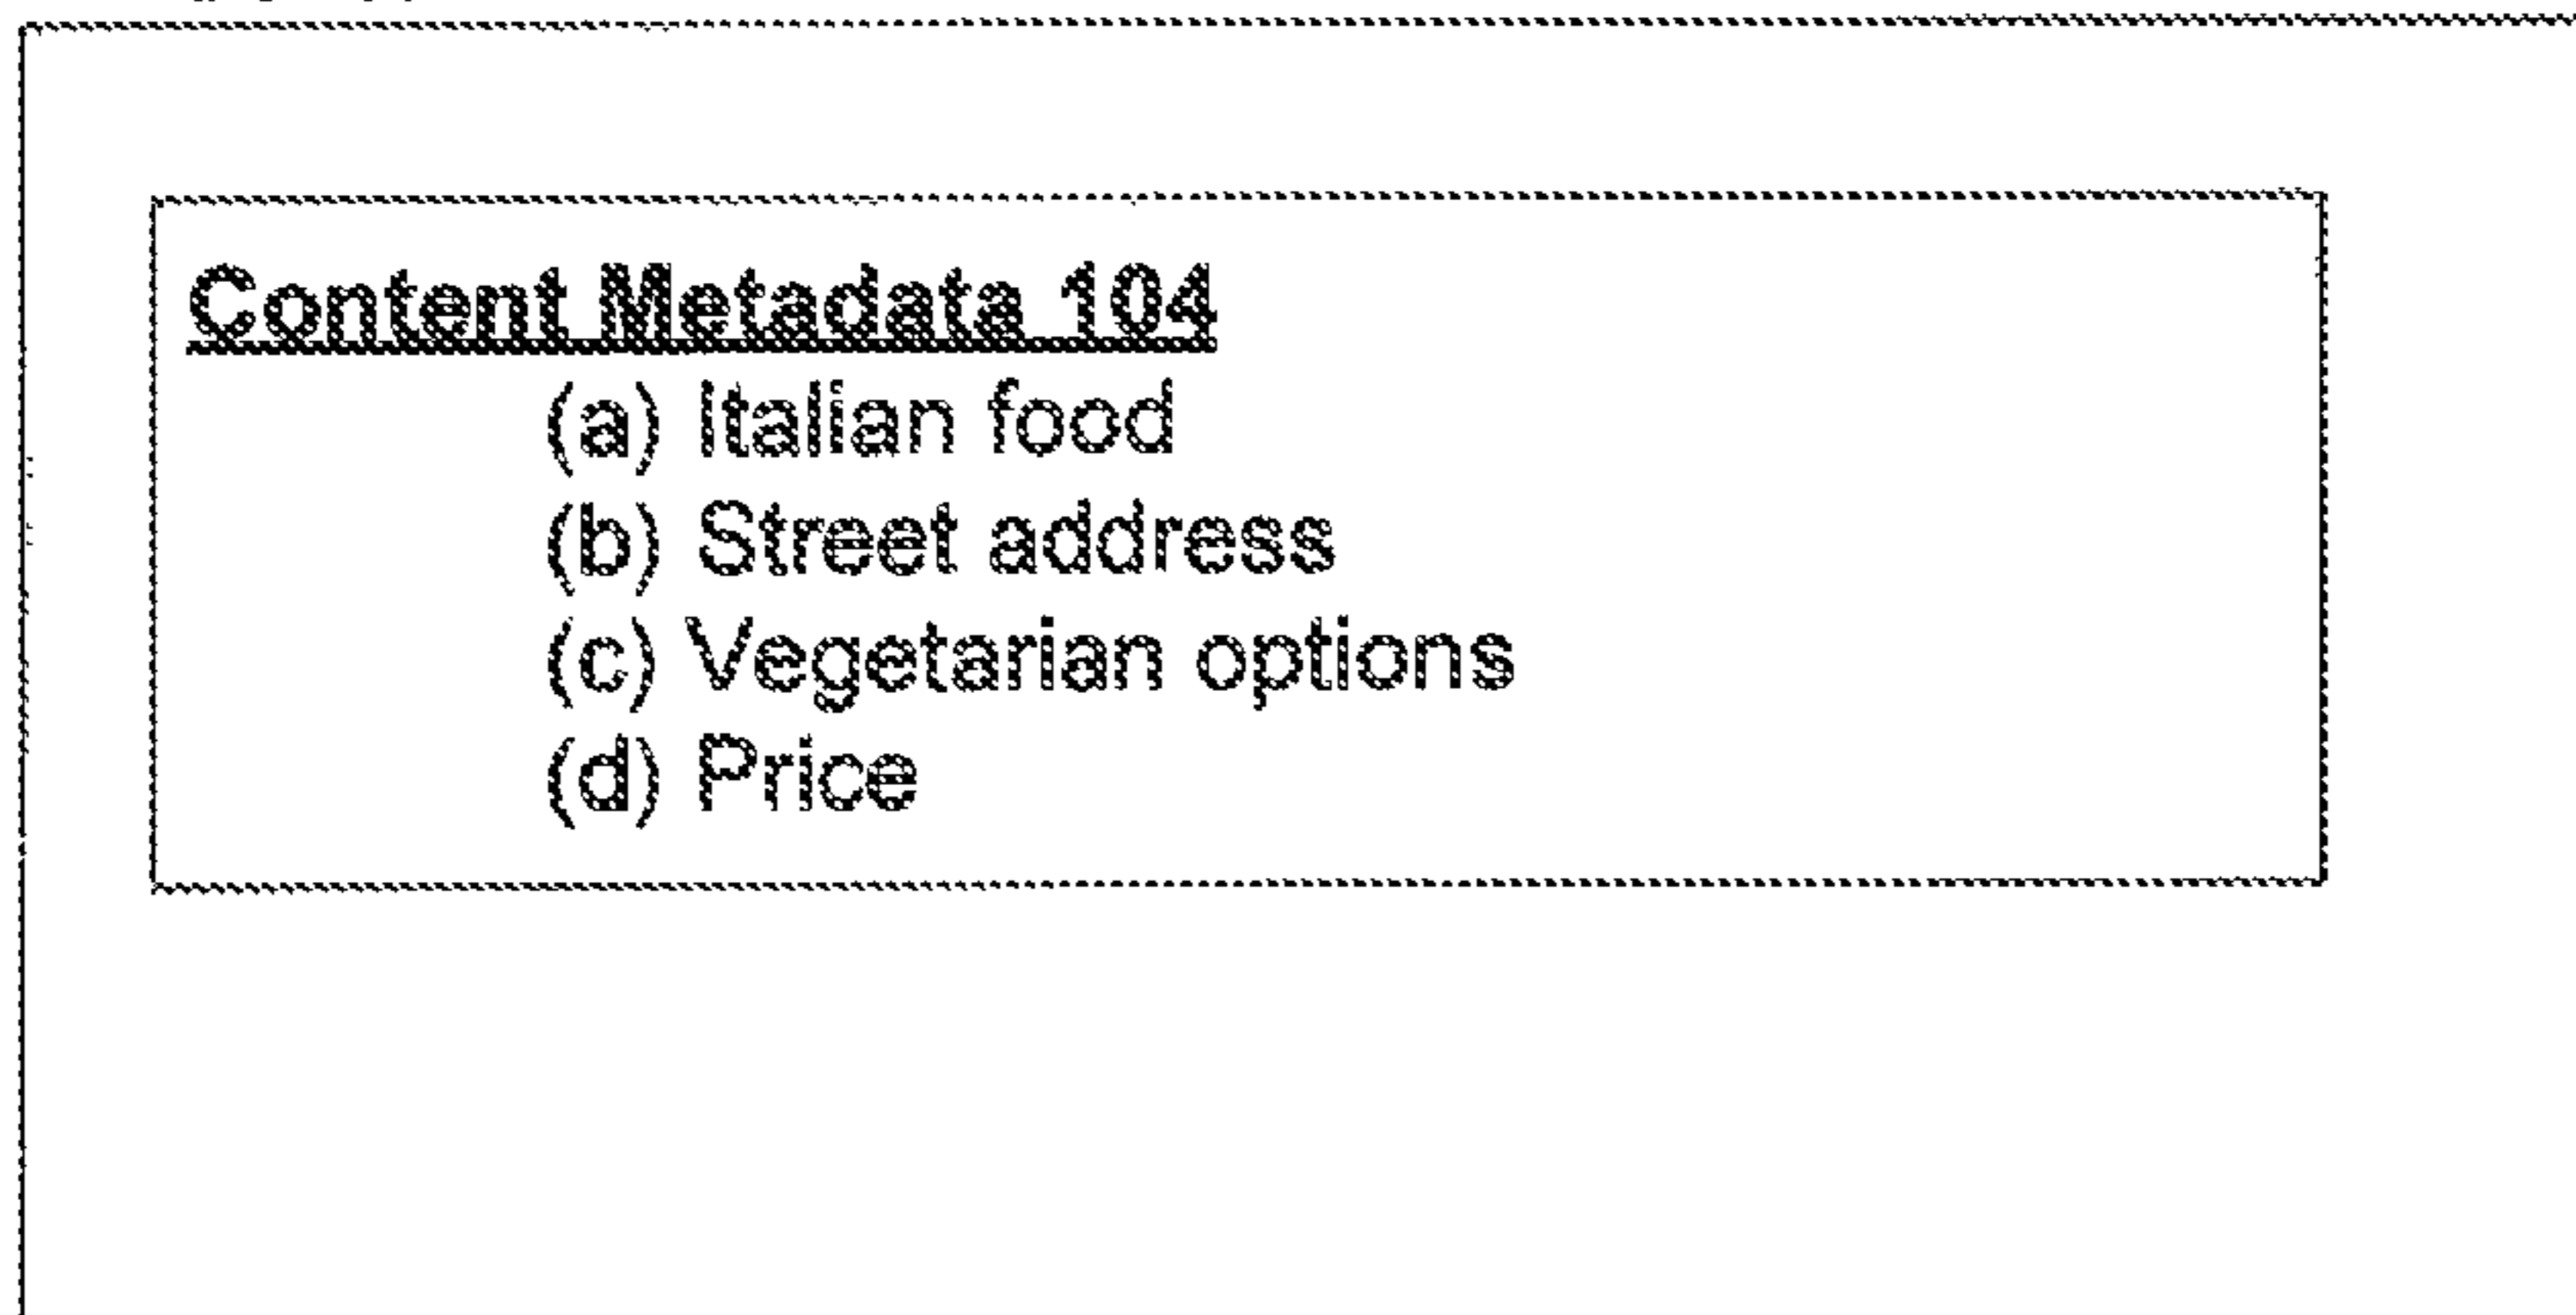 Content Metadata 104
(a) Italian food
(b) Street address
(c) Vegetarian options
(d) Price